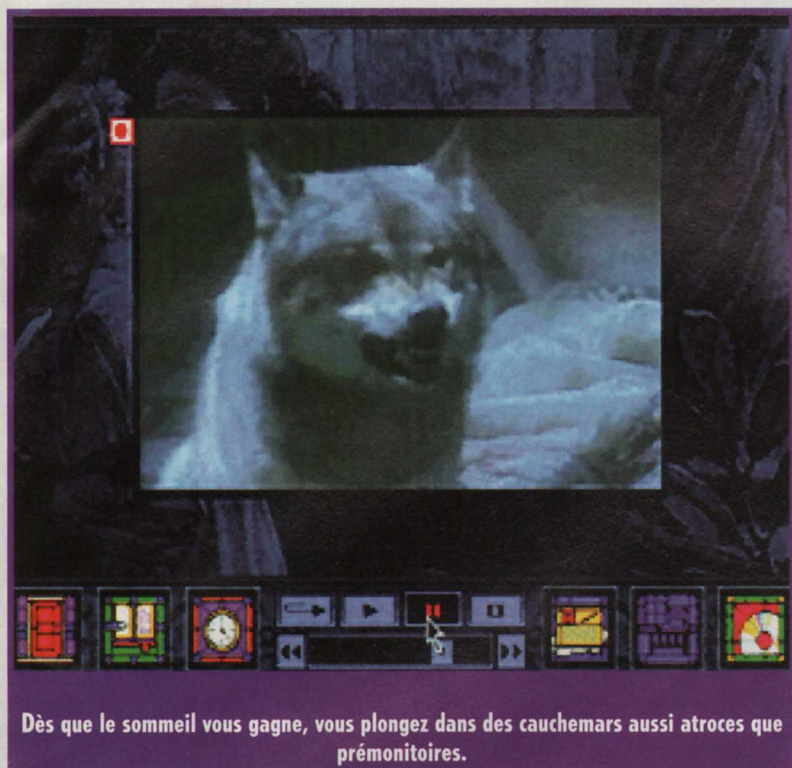 Dès que le sommeil vous gagne, vous plongez dans des cauchemars aussi atroces que
prémonitoires.